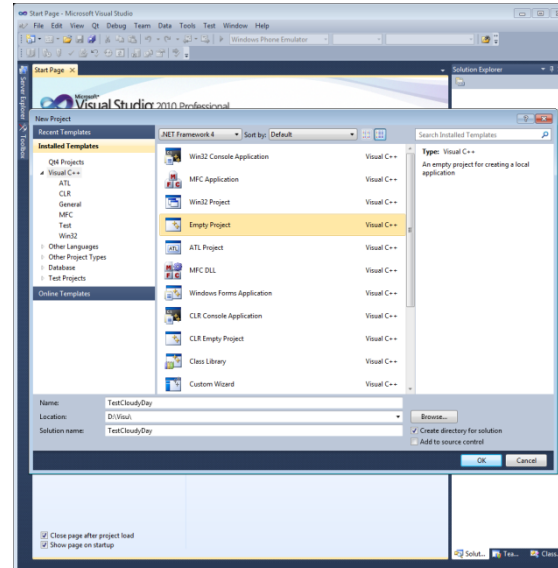 Start Page - Microsoft Visual Studio
File Edit View Qt Debug Team Data Tools Test Window Help
Windows Phone Emulator
Start Page
Solution Explorer
Server Explorer
Toolbox
Microsoft
Visual Studio 2010 Professional
New Project
Recent Templates
.NET Framework 4
Sort by: Default
Search Installed Templates
Installed Templates
Qt4 Projects
Visual C++
ATL
CLR
General
MFC
Test
Win32
Other Languages
Other Project Types
Database
Test Projects
Online Templates
Win32 Console Application Visual C++
MFC Application Visual C++
Win32 Project Visual C++
Empty Project Visual C++
ATL Project Visual C++
MFC DLL Visual C++
Windows Forms Application Visual C++
CLR Console Application Visual C++
CLR Empty Project Visual C++
Class Library Visual C++
Custom Wizard Visual C++
Type: Visual C++
An empty project for creating a local
application
Name: TestCloudyDay
Location: D:\Visu\
Browse...
Solution name: TestCloudyDay
Create directory for solution
Add to source control
OK Cancel
Close page after project load
Show page on startup
Solut... Tea... Class